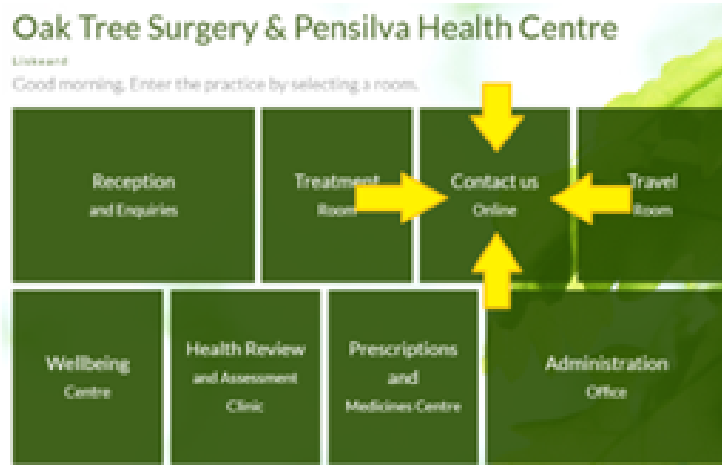 Oak Tree Surgery & Pensilva Health Centre
Liskeard
Good morning. Enter the practice by selecting a room.
Reception
and Enquiries
Treatment
Room
Contact us
Online
Travel
Room
Wellbeing
Centre
Health Review
and Assessment
Clinic
Prescriptions
and
Medicines Centre
Administration
Office